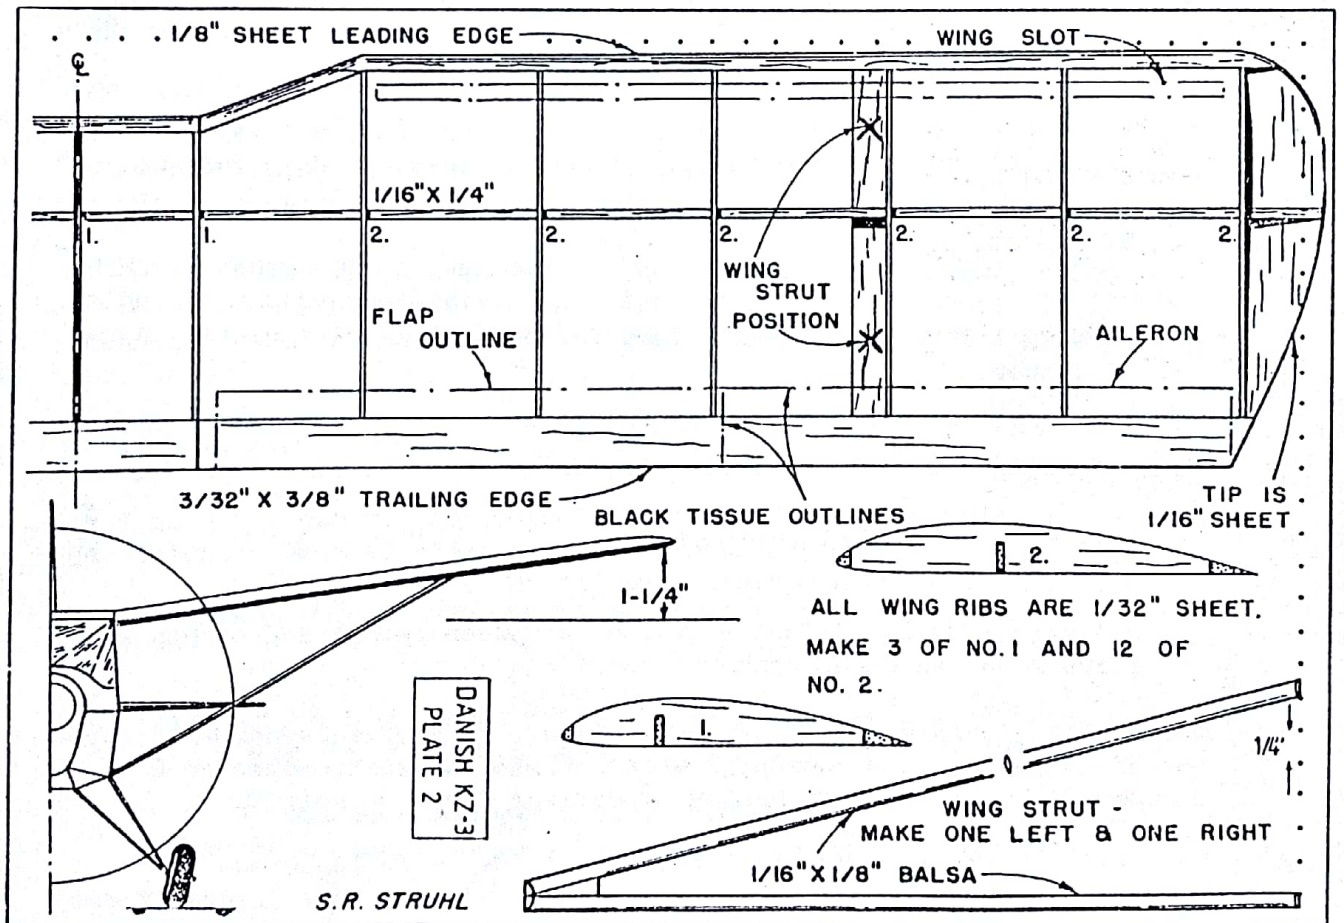 1/8" SHEET LEADING EDGE
WING SLOT
℄
1/16" X 1/4"
1.
1.
2.
2.
2.
2.
2.
2.
WING
STRUT
POSITION
FLAP
OUTLINE
AILERON
3/32" X 3/8" TRAILING EDGE
BLACK TISSUE OUTLINES
TIP IS
1/16" SHEET
2.
1-1/4"
ALL WING RIBS ARE 1/32" SHEET.
MAKE 3 OF NO. 1 AND 12 OF
NO. 2.
1.
DANISH KZ-3
PLATE 2
1/4"
WING STRUT -
MAKE ONE LEFT & ONE RIGHT
1/16" X 1/8" BALSA
S.R. STRUHL